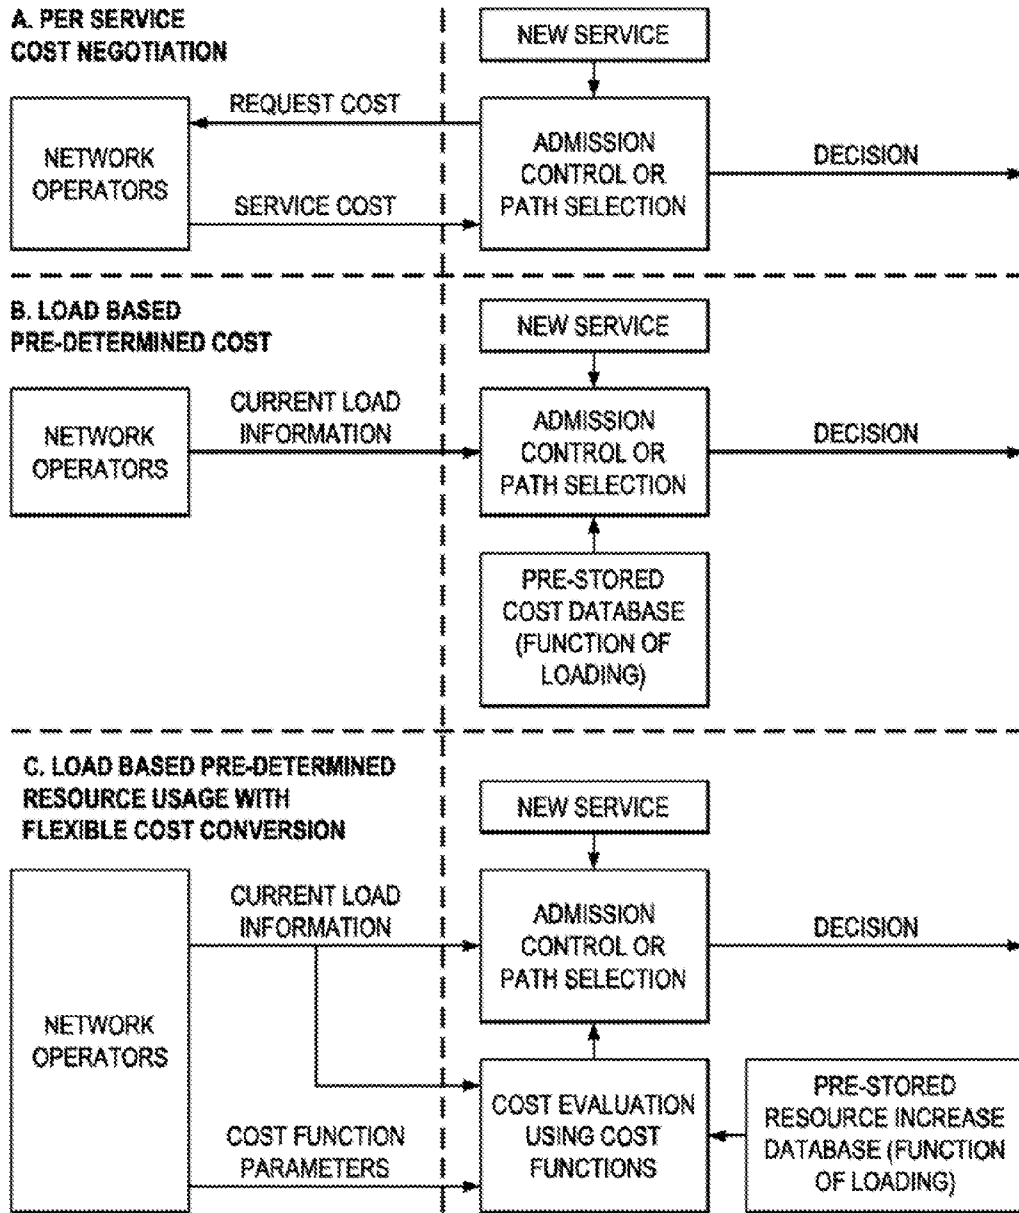 A. PER SERVICE
COST NEGOTIATION
NEW SERVICE
REQUEST COST
NETWORK
OPERATORS
ADMISSION
CONTROL OR
PATH SELECTION
DECISION
SERVICE COST
B. LOAD BASED
PRE-DETERMINED COST
NEW SERVICE
NETWORK
OPERATORS
CURRENT LOAD
INFORMATION
ADMISSION
CONTROL OR
PATH SELECTION
DECISION
PRE-STORED
COST DATABASE
(FUNCTION OF
LOADING)
C. LOAD BASED PRE-DETERMINED
RESOURCE USAGE WITH
FLEXIBLE COST CONVERSION
NEW SERVICE
CURRENT LOAD
INFORMATION
ADMISSION
CONTROL OR
PATH SELECTION
DECISION
NETWORK
OPERATORS
COST FUNCTION
PARAMETERS
COST EVALUATION
USING COST
FUNCTIONS
PRE-STORED
RESOURCE INCREASE
DATABASE (FUNCTION
OF LOADING)